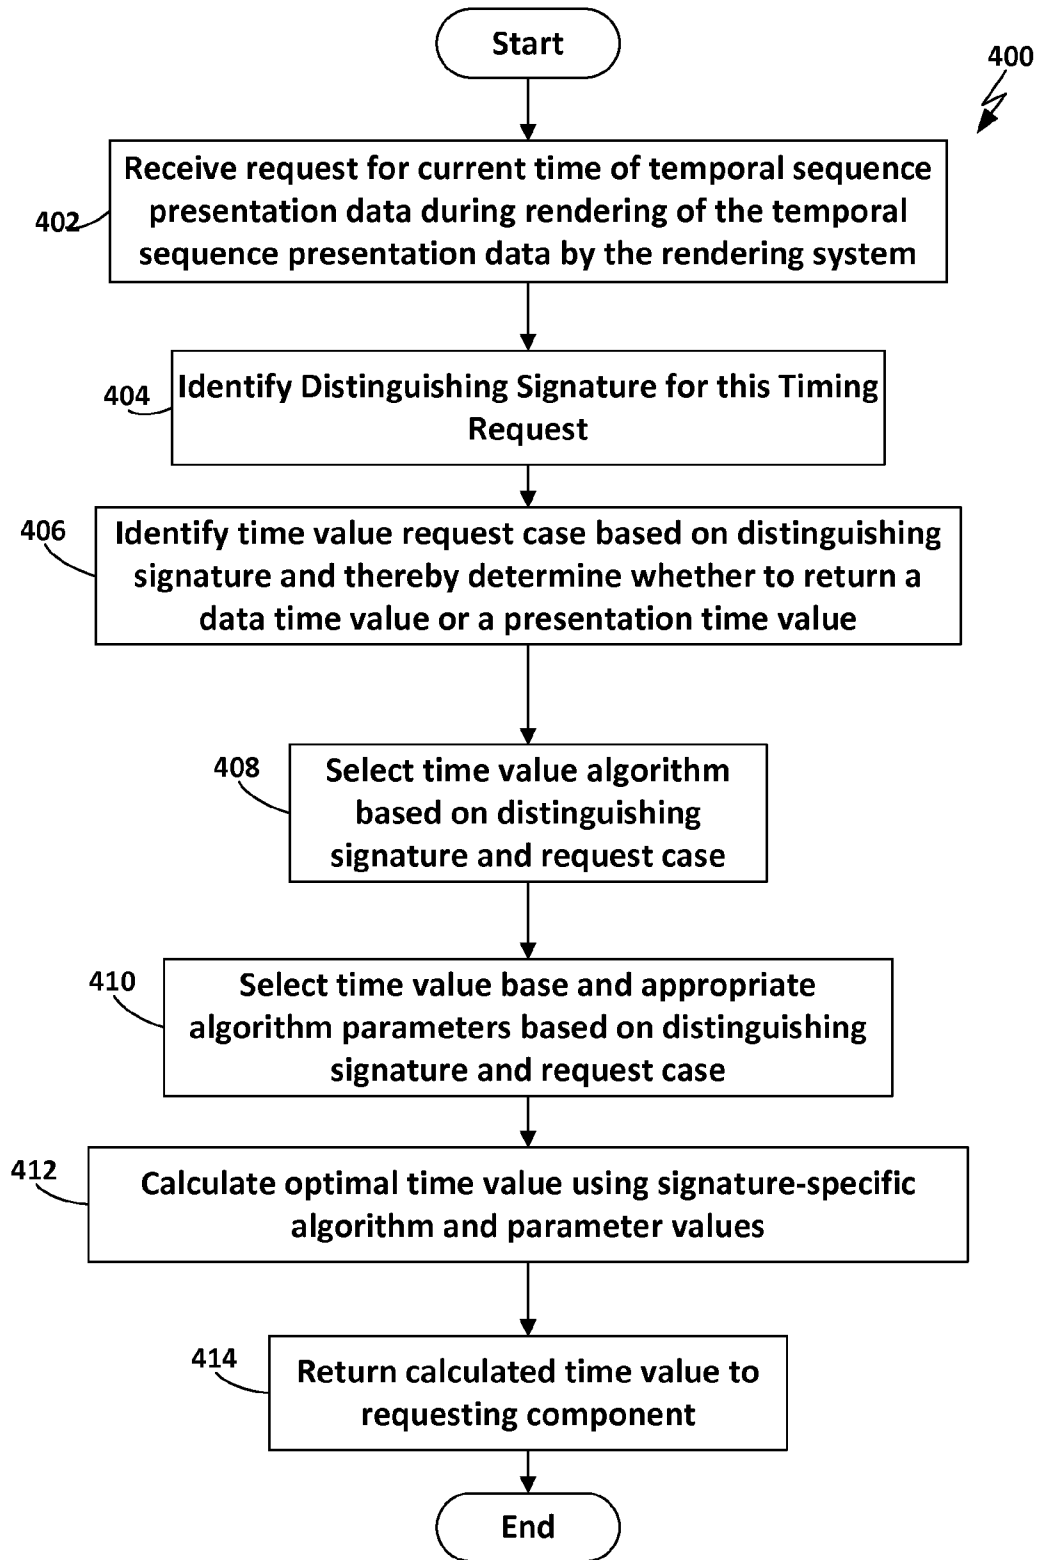 Start
400
Receive request for current time of temporal sequence
presentation data during rendering of the temporal
sequence presentation data by the rendering system
402
Identify Distinguishing Signature for this Timing
Request
404
Identify time value request case based on distinguishing
signature and thereby determine whether to return a
data time value or a presentation time value
406
Select time value algorithm
based on distinguishing
signature and request case
408
Select time value base and appropriate
algorithm parameters based on distinguishing
signature and request case
410
Calculate optimal time value using signature-specific
algorithm and parameter values
412
Return calculated time value to
requesting component
414
End